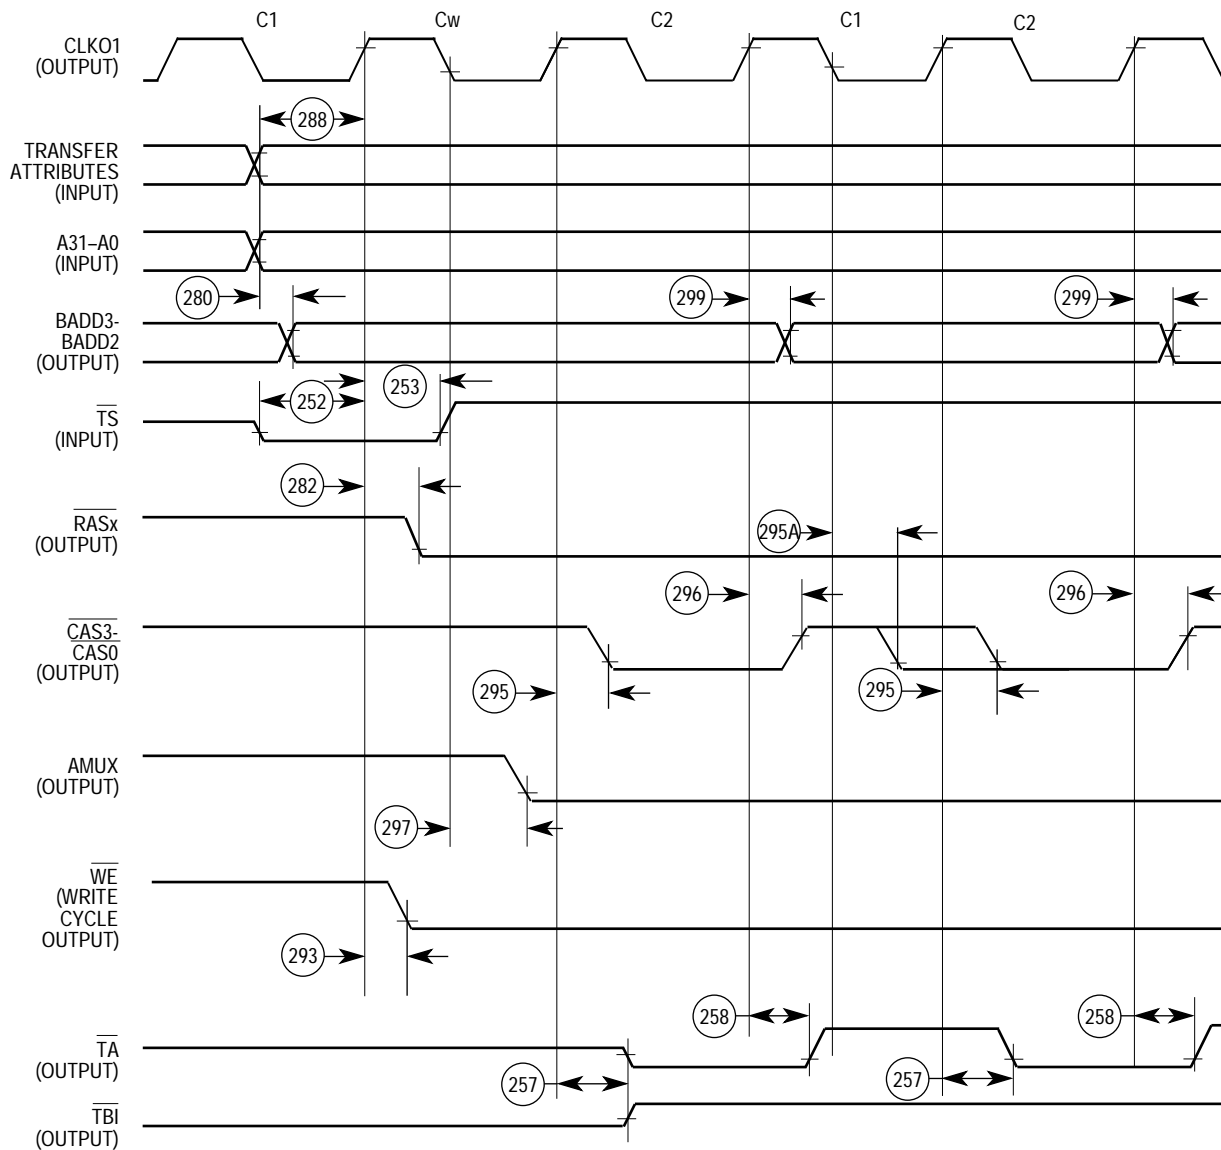 C1
Cw
C2
C1
C2
CLKO1
(OUTPUT)
288
TRANSFER
ATTRIBUTES
(INPUT)
A31–A0
(INPUT)
280
299
299
BADD3-
BADD2
(OUTPUT)
252
253
TS
(INPUT)
282
RASx
(OUTPUT)
295A
296
296
CAS3-
CAS0
(OUTPUT)
295
295
AMUX
(OUTPUT)
297
WE
(WRITE
CYCLE
OUTPUT)
293
258
258
TA
(OUTPUT)
257
257
TBI
(OUTPUT)